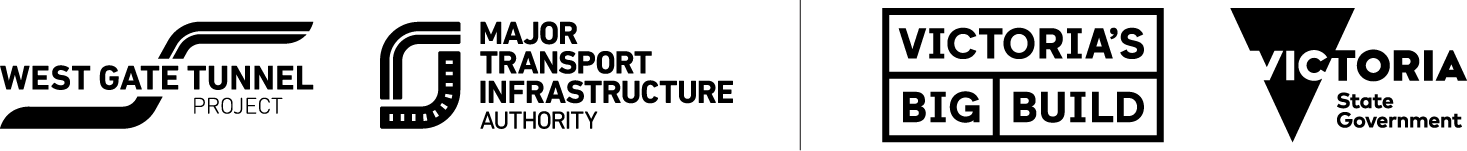 WEST GATE TUNNEL
PROJECT
MAJOR
TRANSPORT
INFRASTRUCTURE
AUTHORITY
VICTORIA'S
BIG BUILD
VICTORIA
State
Government